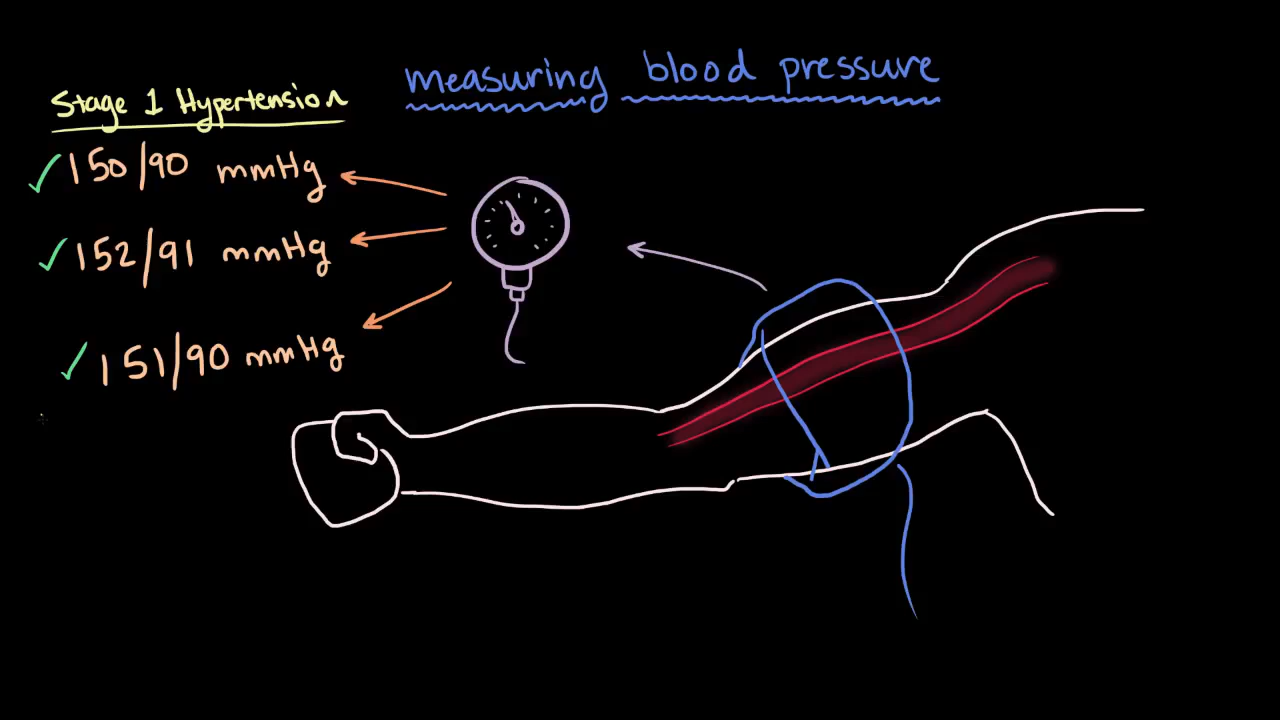 measuring blood pressure
Stage 1 Hypertension
✓150/90 mmHg
✓152/91 mmHg
✓151/90 mmHg